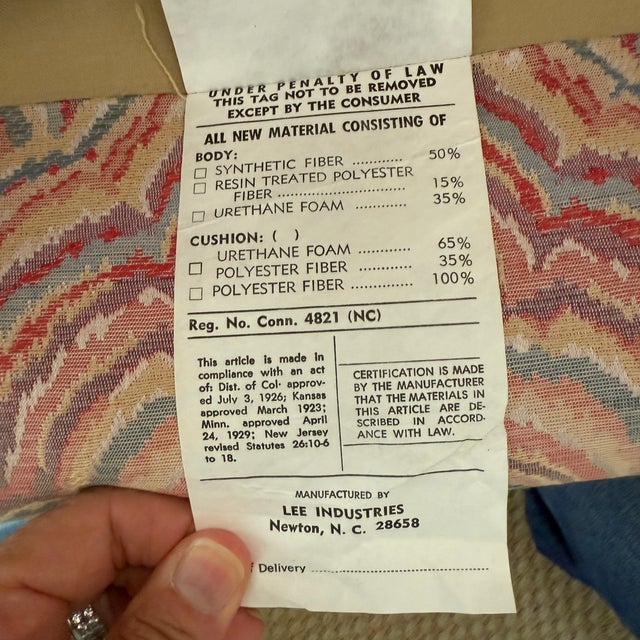 UNDER PENALTY OF LAW
THIS TAG NOT TO BE REMOVED
EXCEPT BY THE CONSUMER
ALL NEW MATERIAL CONSISTING OF
BODY:
SYNTHETIC FIBER ............ 50%
RESIN TREATED POLYESTER
FIBER .............................. 15%
URETHANE FOAM ............ 35%
CUSHION: ( )
URETHANE FOAM ............ 65%
POLYESTER FIBER ............ 35%
POLYESTER FIBER ............ 100%
Reg. No. Conn. 4821 (NC)
This article is made in
compliance with an act
of: Dist. of Col- approv-
ed July 3, 1926; Kansas
approved March 1923;
Minn. approved April
24, 1929; New Jersey
revised Statutes 26:10-6
to 18.
CERTIFICATION IS MADE
BY THE MANUFACTURER
THAT THE MATERIALS IN
THIS ARTICLE ARE DE-
SCRIBED IN ACCORD-
ANCE WITH LAW.
MANUFACTURED BY
LEE INDUSTRIES
Newton, N. C. 28658
Delivery ........................................